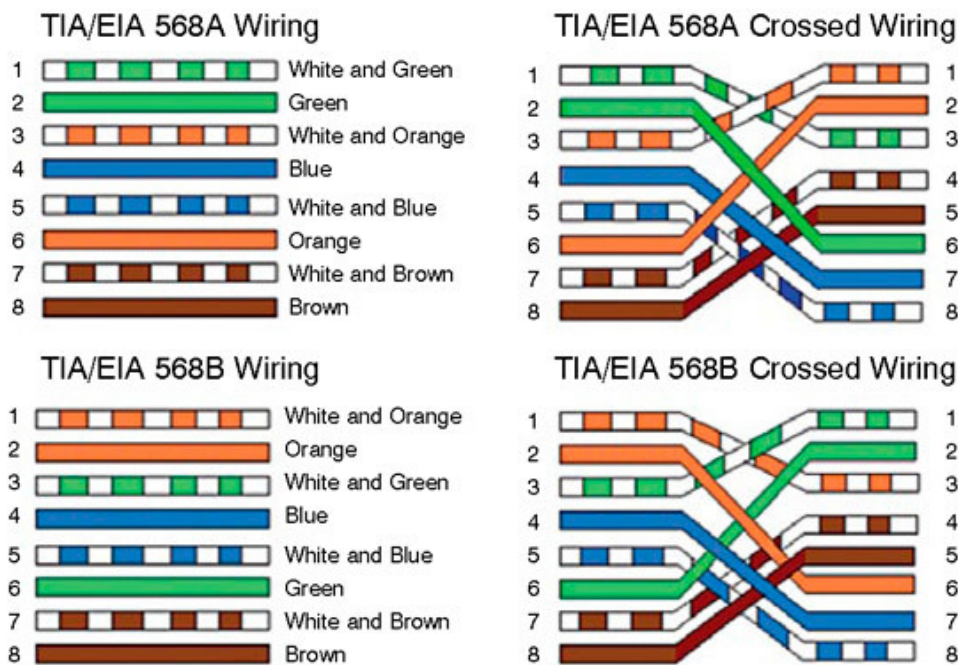 TIA/EIA 568A Wiring
1 White and Green
2 Green
3 White and Orange
4 Blue
5 White and Blue
6 Orange
7 White and Brown
8 Brown
TIA/EIA 568A Crossed Wiring
1 1
2 2
3 3
4 4
5 5
6 6
7 7
8 8
TIA/EIA 568B Wiring
1 White and Orange
2 Orange
3 White and Green
4 Blue
5 White and Blue
6 Green
7 White and Brown
8 Brown
TIA/EIA 568B Crossed Wiring
1 1
2 2
3 3
4 4
5 5
6 6
7 7
8 8